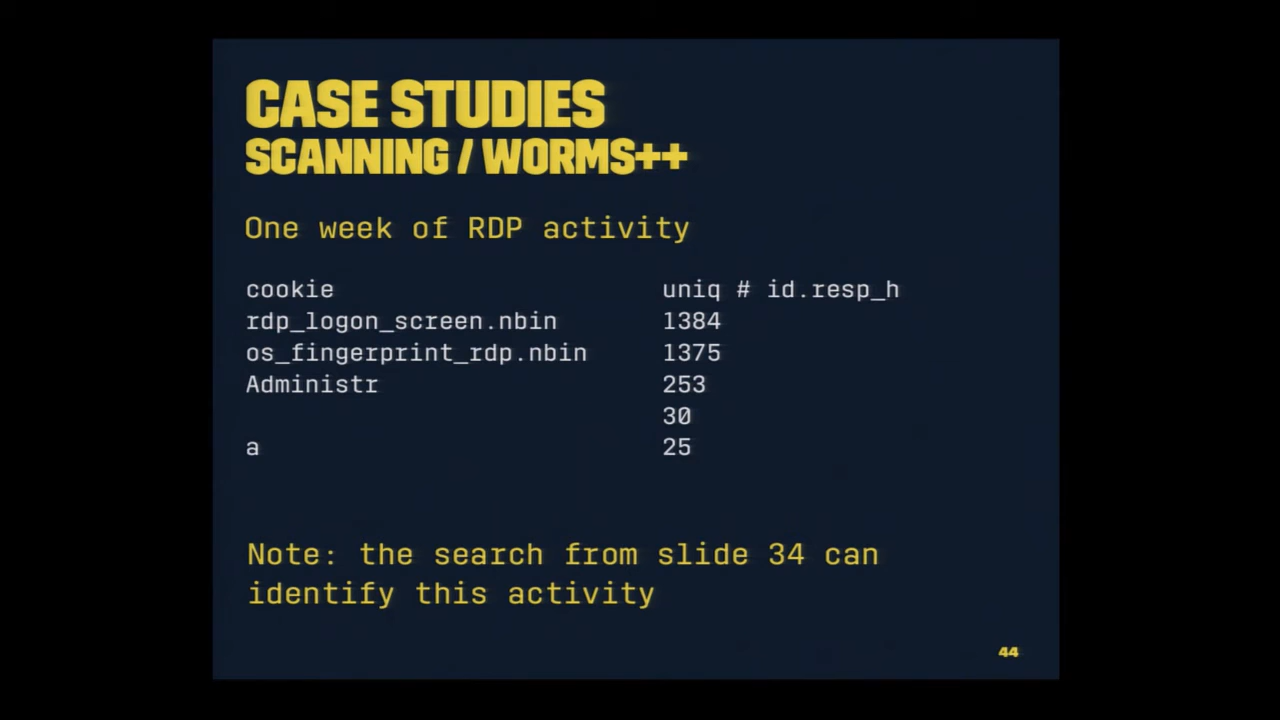 CASE STUDIES
SCANNING / WORMS++
One week of RDP activity
cookie uniq # id.resp_h
rdp_logon_screen.nbin 1384
os_fingerprint_rdp.nbin 1375
Administr 253
30
a 25
Note: the search from slide 34 can
identify this activity
44